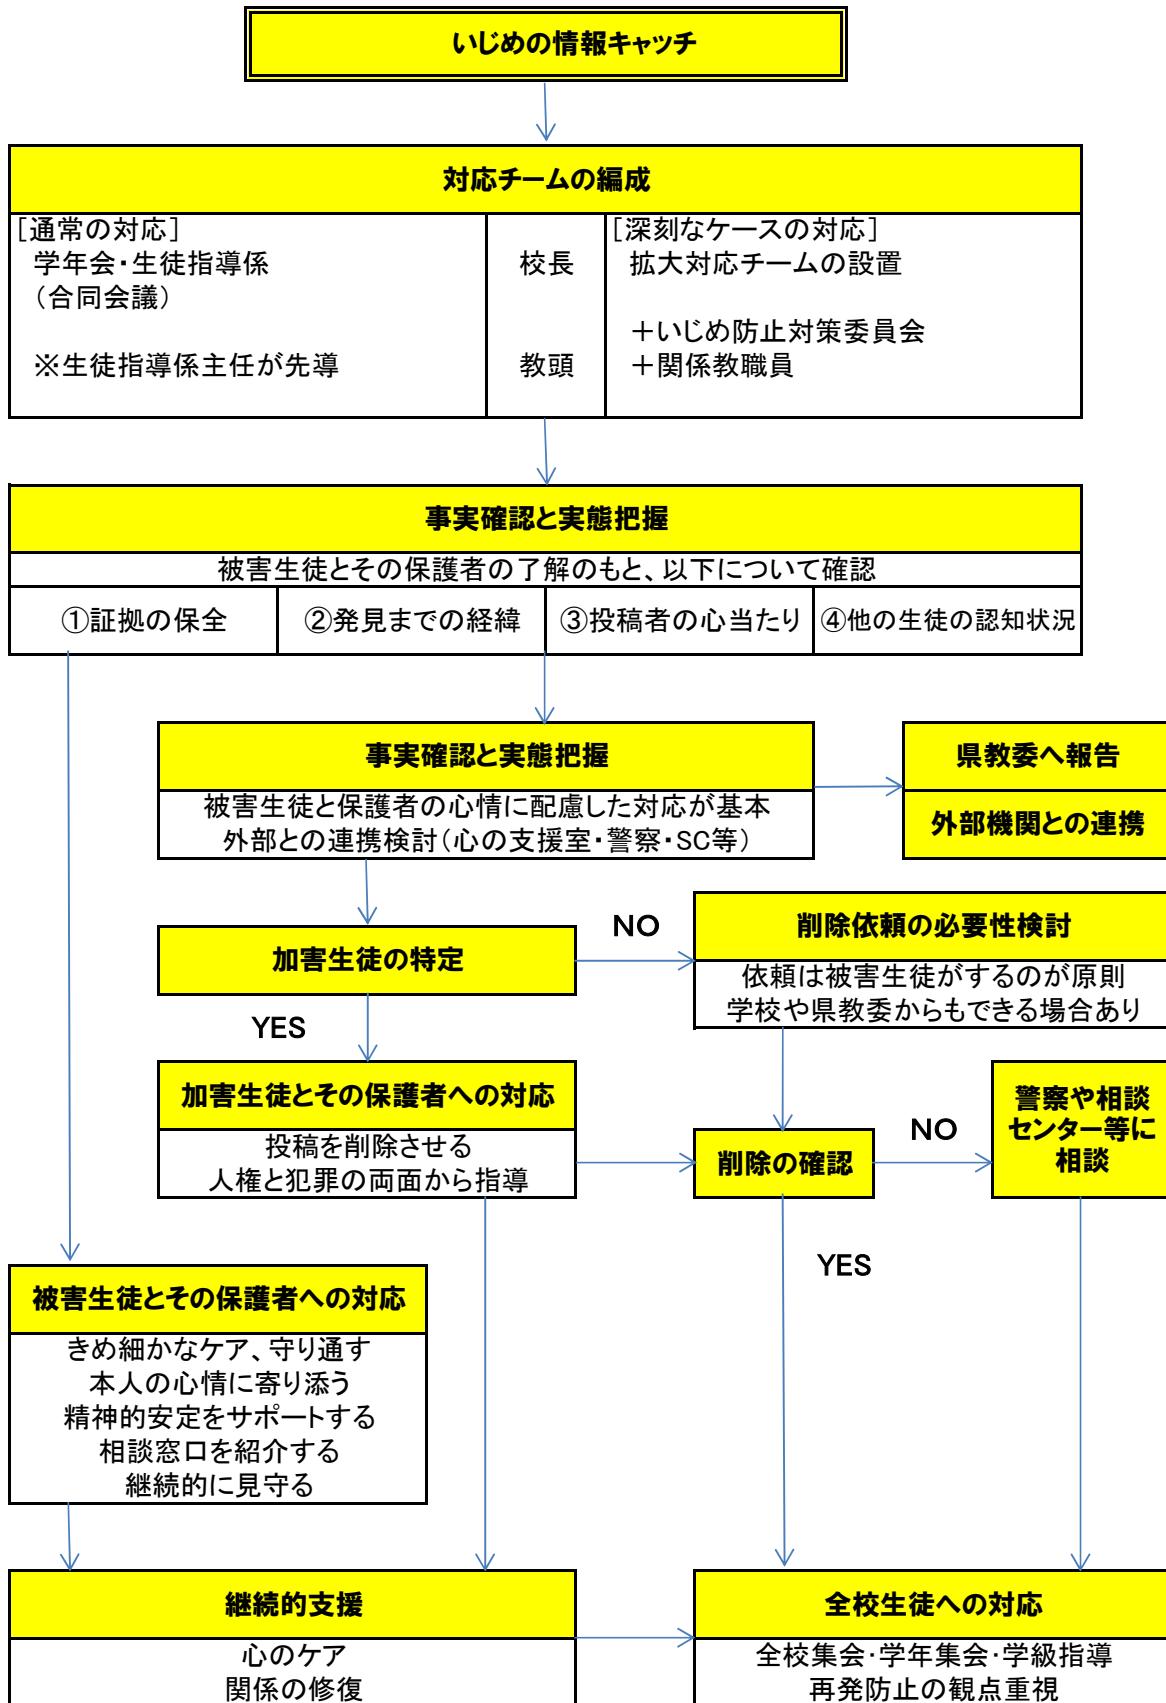 いじめの情報キャッチ
対応チームの編成
[通常の対応]
学年会・生徒指導係
（合同会議）
※生徒指導係主任が先導
校長
教頭
[深刻なケースの対応]
拡大対応チームの設置
＋いじめ防止対策委員会
＋関係教職員
事実確認と実態把握
被害生徒とその保護者の了解のもと、以下について確認
①証拠の保全
②発見までの経緯
③投稿者の心当たり
④他の生徒の認知状況
事実確認と実態把握
被害生徒と保護者の心情に配慮した対応が基本
外部との連携検討（心の支援室・警察・SC等）
県教委へ報告
外部機関との連携
加害生徒の特定
NO
削除依頼の必要性検討
依頼は被害生徒がするのが原則
学校や県教委からもできる場合あり
YES
加害生徒とその保護者への対応
投稿を削除させる
人権と犯罪の両面から指導
削除の確認
NO
警察や相談
センター等に
相談
YES
被害生徒とその保護者への対応
きめ細かなケア、守り通す
本人の心情に寄り添う
精神的安定をサポートする
相談窓口を紹介する
継続的に見守る
継続的支援
心のケア
関係の修復
全校生徒への対応
全校集会・学年集会・学級指導
再発防止の観点重視